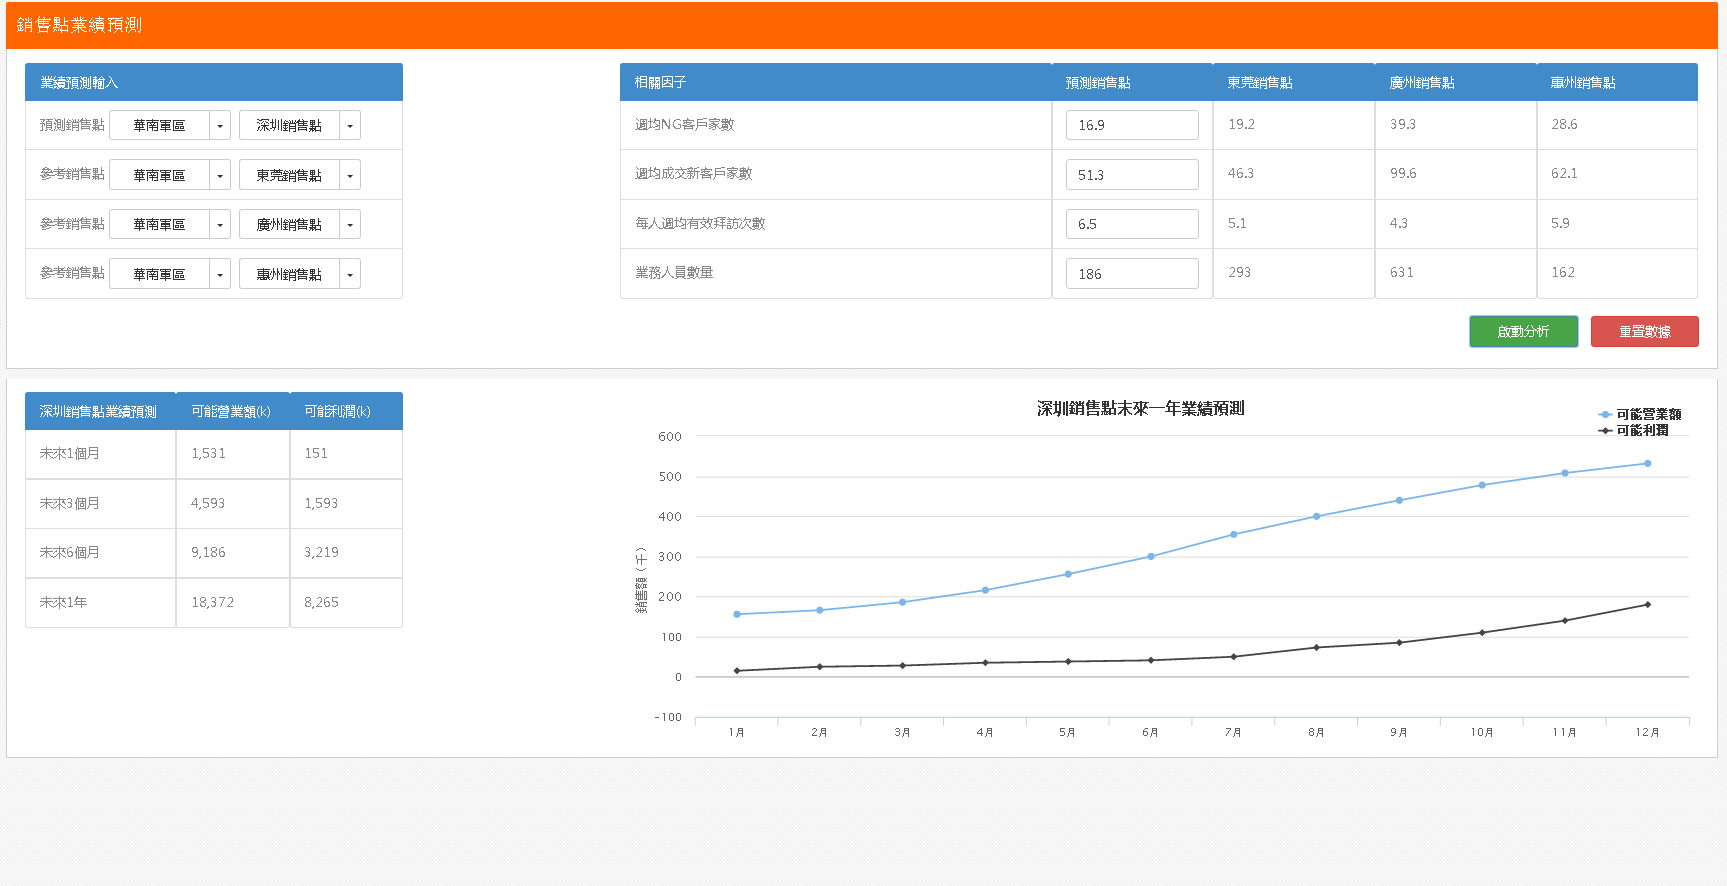 銷售點業績預測
業績預測輸入
預測銷售點 華南軍區 深圳銷售點
參考銷售點 華南軍區 東莞銷售點
參考銷售點 華南軍區 廣州銷售點
參考銷售點 華南軍區 惠州銷售點
相關因子 預測銷售點 東莞銷售點 廣州銷售點 惠州銷售點
週均NG客戶家數 16.9 19.2 39.3 28.6
週均成交新客戶家數 51.3 46.3 99.6 62.1
每人週均有效拜訪次數 6.5 5.1 4.3 5.9
業務人員數量 186 293 631 162
啟動分析 重置數據
深圳銷售點業績預測 可能營業額(k) 可能利潤(k)
未來1個月 1,531 151
未來3個月 4,593 1,593
未來6個月 9,186 3,219
未來1年 18,372 8,265
深圳銷售點未來一年業績預測
可能營業額
可能利潤
銷售額（千）
600
500
400
300
200
100
0
-100
1月 2月 3月 4月 5月 6月 7月 8月 9月 10月 11月 12月